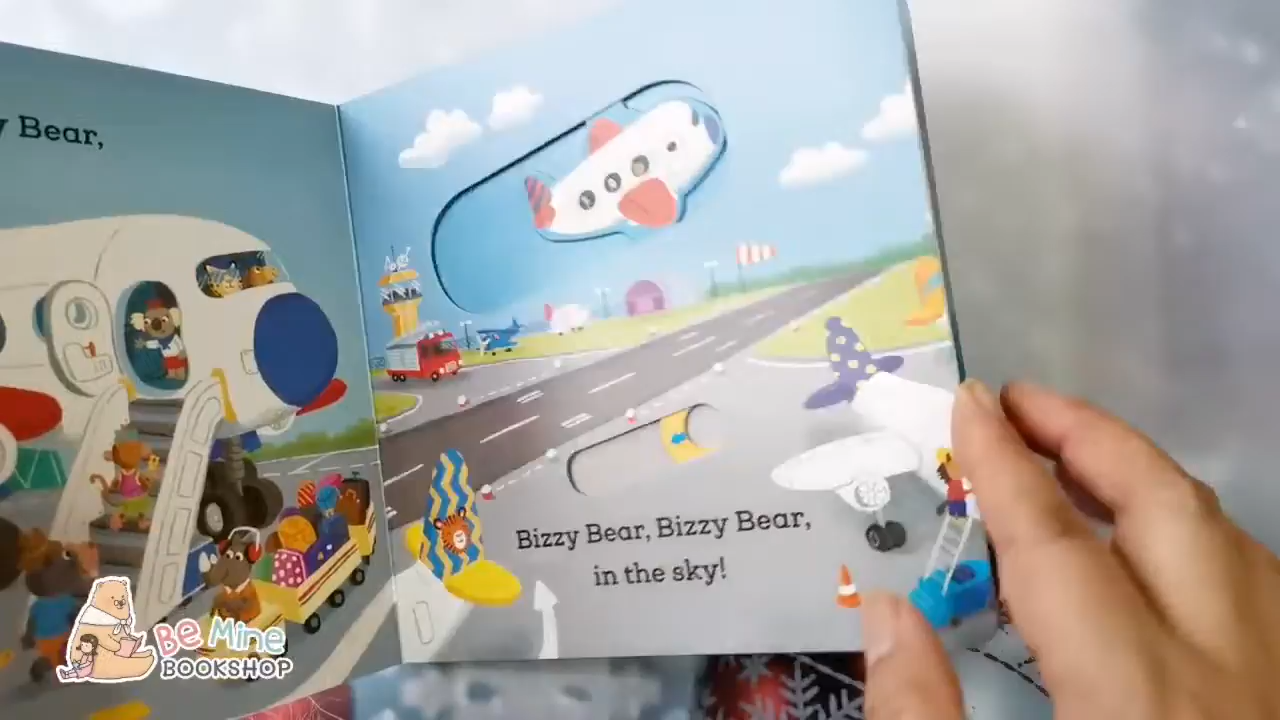 Bear,
Bizzy Bear, Bizzy Bear,
in the sky!
Be Mine
BOOKSHOP